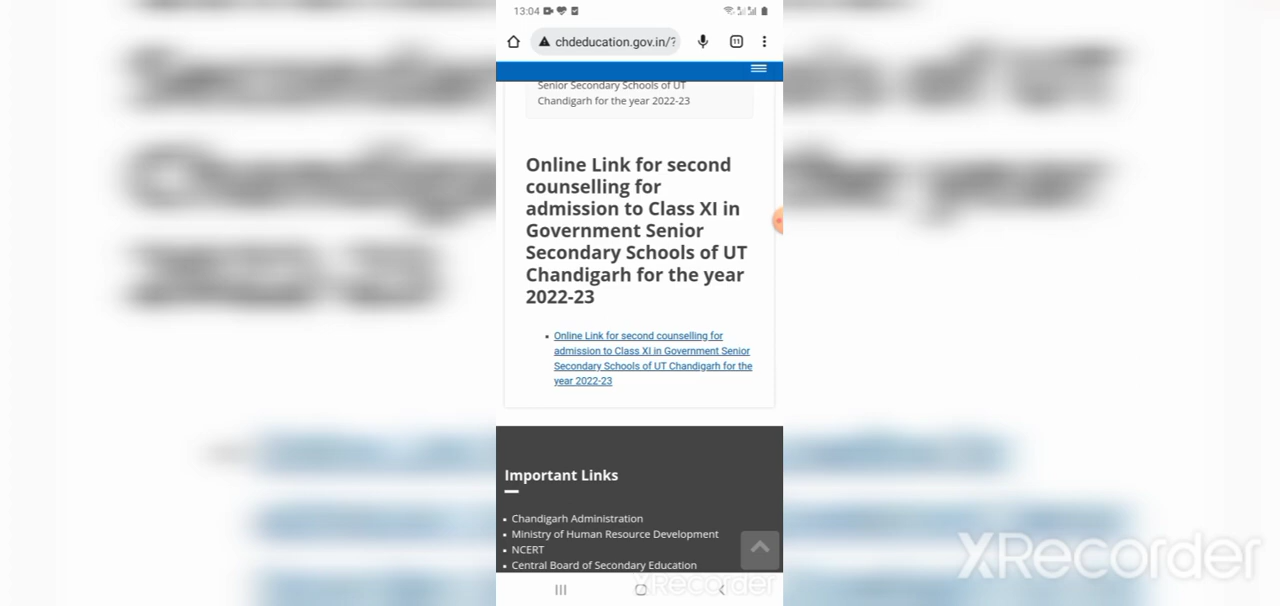 13:04
chdeducation.gov.in/?
11
Senior Secondary Schools of UT
Chandigarh for the year 2022-23
Online Link for second
counselling for
admission to Class XI in
Government Senior
Secondary Schools of UT
Chandigarh for the year
2022-23
Online Link for second counselling for
admission to Class XI in Government Senior
Secondary Schools of UT Chandigarh for the
year 2022-23
Important Links
Chandigarh Administration
Ministry of Human Resource Development
NCERT
Central Board of Secondary Education
XRecorder
XRecorder